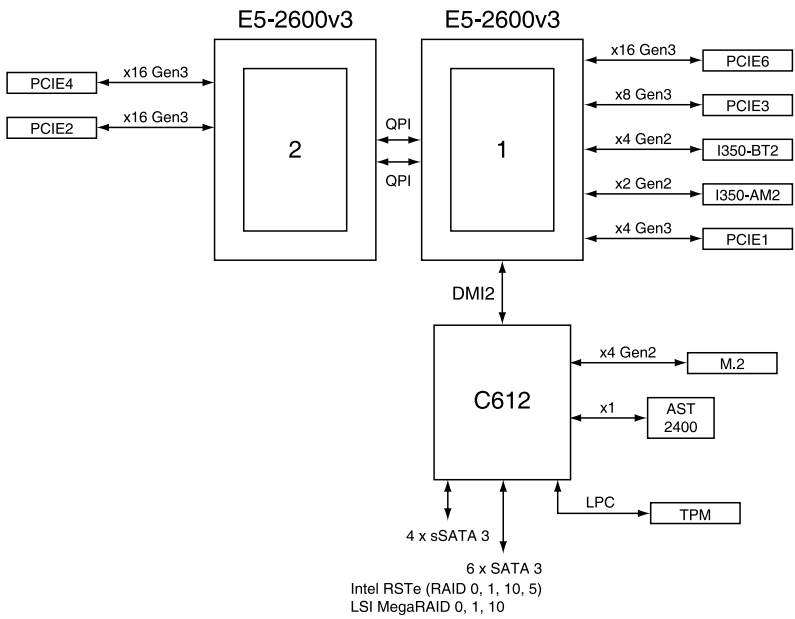 E5-2600v3
E5-2600v3
x16 Gen3
PCIE4
x16 Gen3
PCIE2
2
QPI
QPI
1
x16 Gen3
PCIE6
x8 Gen3
PCIE3
x4 Gen2
I350-BT2
x2 Gen2
I350-AM2
x4 Gen3
PCIE1
DMI2
C612
x4 Gen2
M.2
x1
AST
2400
LPC
TPM
4 x sSATA 3
6 x SATA 3
Intel RSTe (RAID 0, 1, 10, 5)
LSI MegaRAID 0, 1, 10